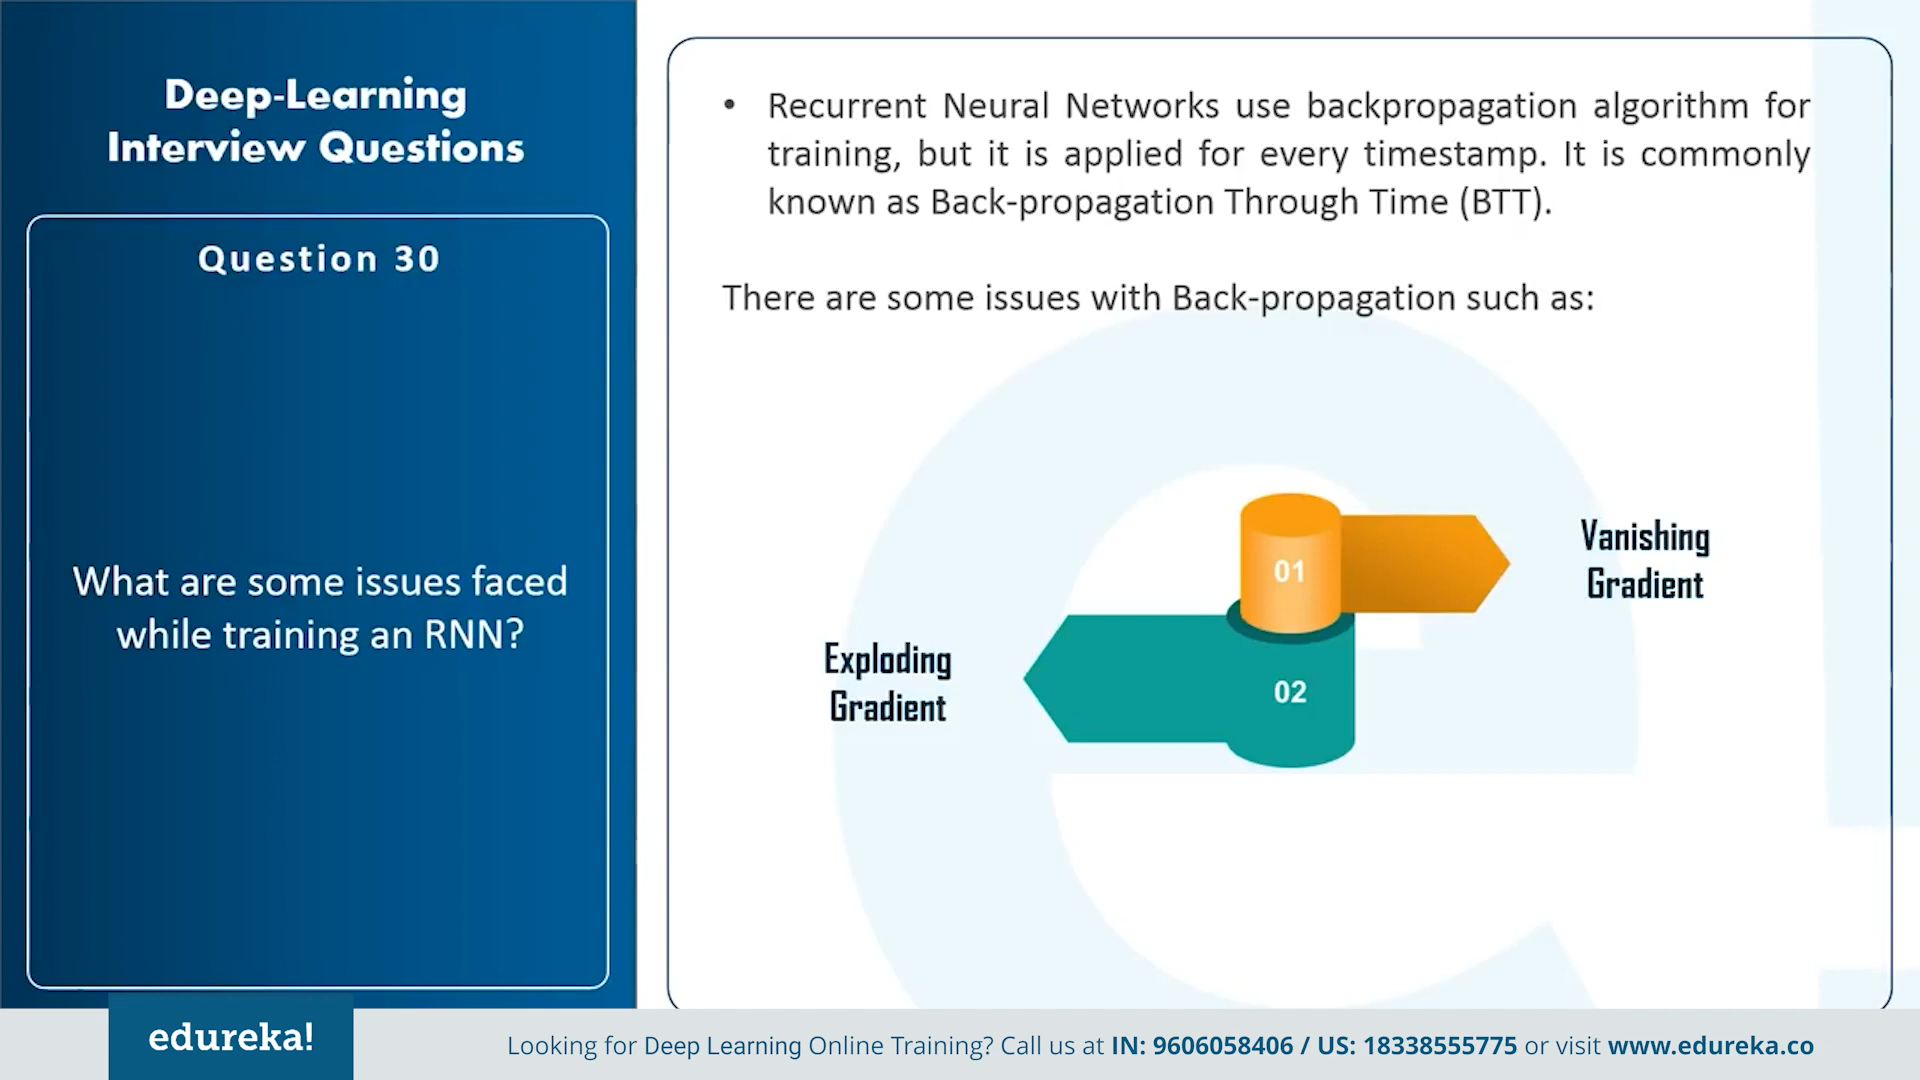 Deep-Learning
Interview Questions
Question 30
What are some issues faced
while training an RNN?
• Recurrent Neural Networks use backpropagation algorithm for
training, but it is applied for every timestamp. It is commonly
known as Back-propagation Through Time (BTT).
There are some issues with Back-propagation such as:
01
Vanishing
Gradient
Exploding
Gradient
02
edureka!
Looking for Deep Learning Online Training? Call us at IN: 9606058406 / US: 18338555775 or visit www.edureka.co